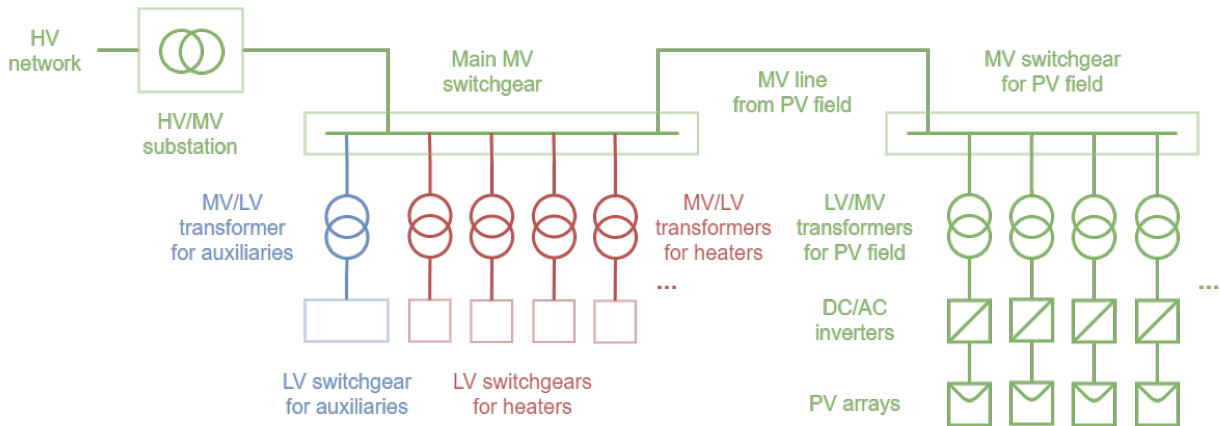 HV
network
HV/MV
substation
Main MV
switchgear
MV line
from PV field
MV switchgear
for PV field
MV/LV
transformer
for auxiliaries
MV/LV
transformers
for heaters
...
LV/MV
transformers
for PV field
...
DC/AC
inverters
LV switchgear
for auxiliaries
LV switchgears
for heaters
PV arrays